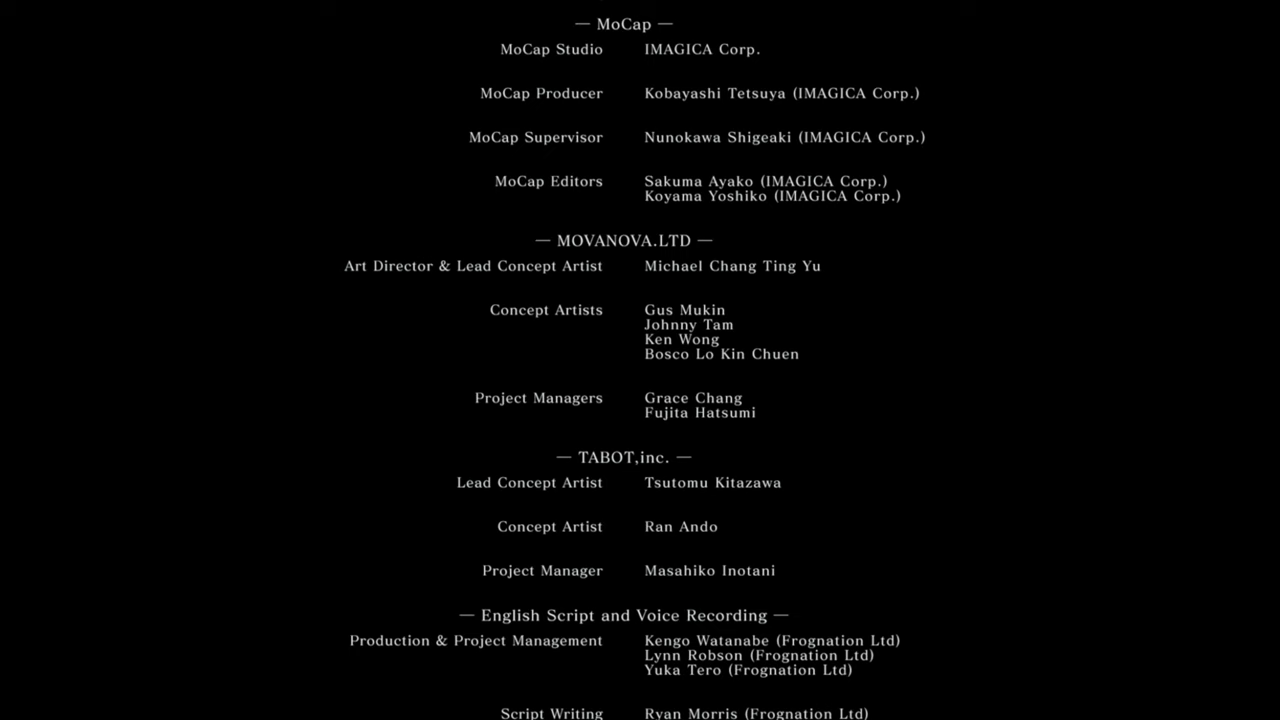 — MoCap —
MoCap Studio IMAGICA Corp.
MoCap Producer Kobayashi Tetsuya (IMAGICA Corp.)
MoCap Supervisor Nunokawa Shigeaki (IMAGICA Corp.)
MoCap Editors Sakuma Ayako (IMAGICA Corp.)
Koyama Yoshiko (IMAGICA Corp.)
— MOVANOVA.LTD —
Art Director & Lead Concept Artist Michael Chang Ting Yu
Concept Artists Gus Mukin
Johnny Tam
Ken Wong
Bosco Lo Kin Chuen
Project Managers Grace Chang
Fujita Hatsumi
— TABOT,inc. —
Lead Concept Artist Tsutomu Kitazawa
Concept Artist Ran Ando
Project Manager Masahiko Inotani
— English Script and Voice Recording —
Production & Project Management Kengo Watanabe (Frognation Ltd)
Lynn Robson (Frognation Ltd)
Yuka Tero (Frognation Ltd)
Script Writing Ryan Morris (Frognation Ltd)